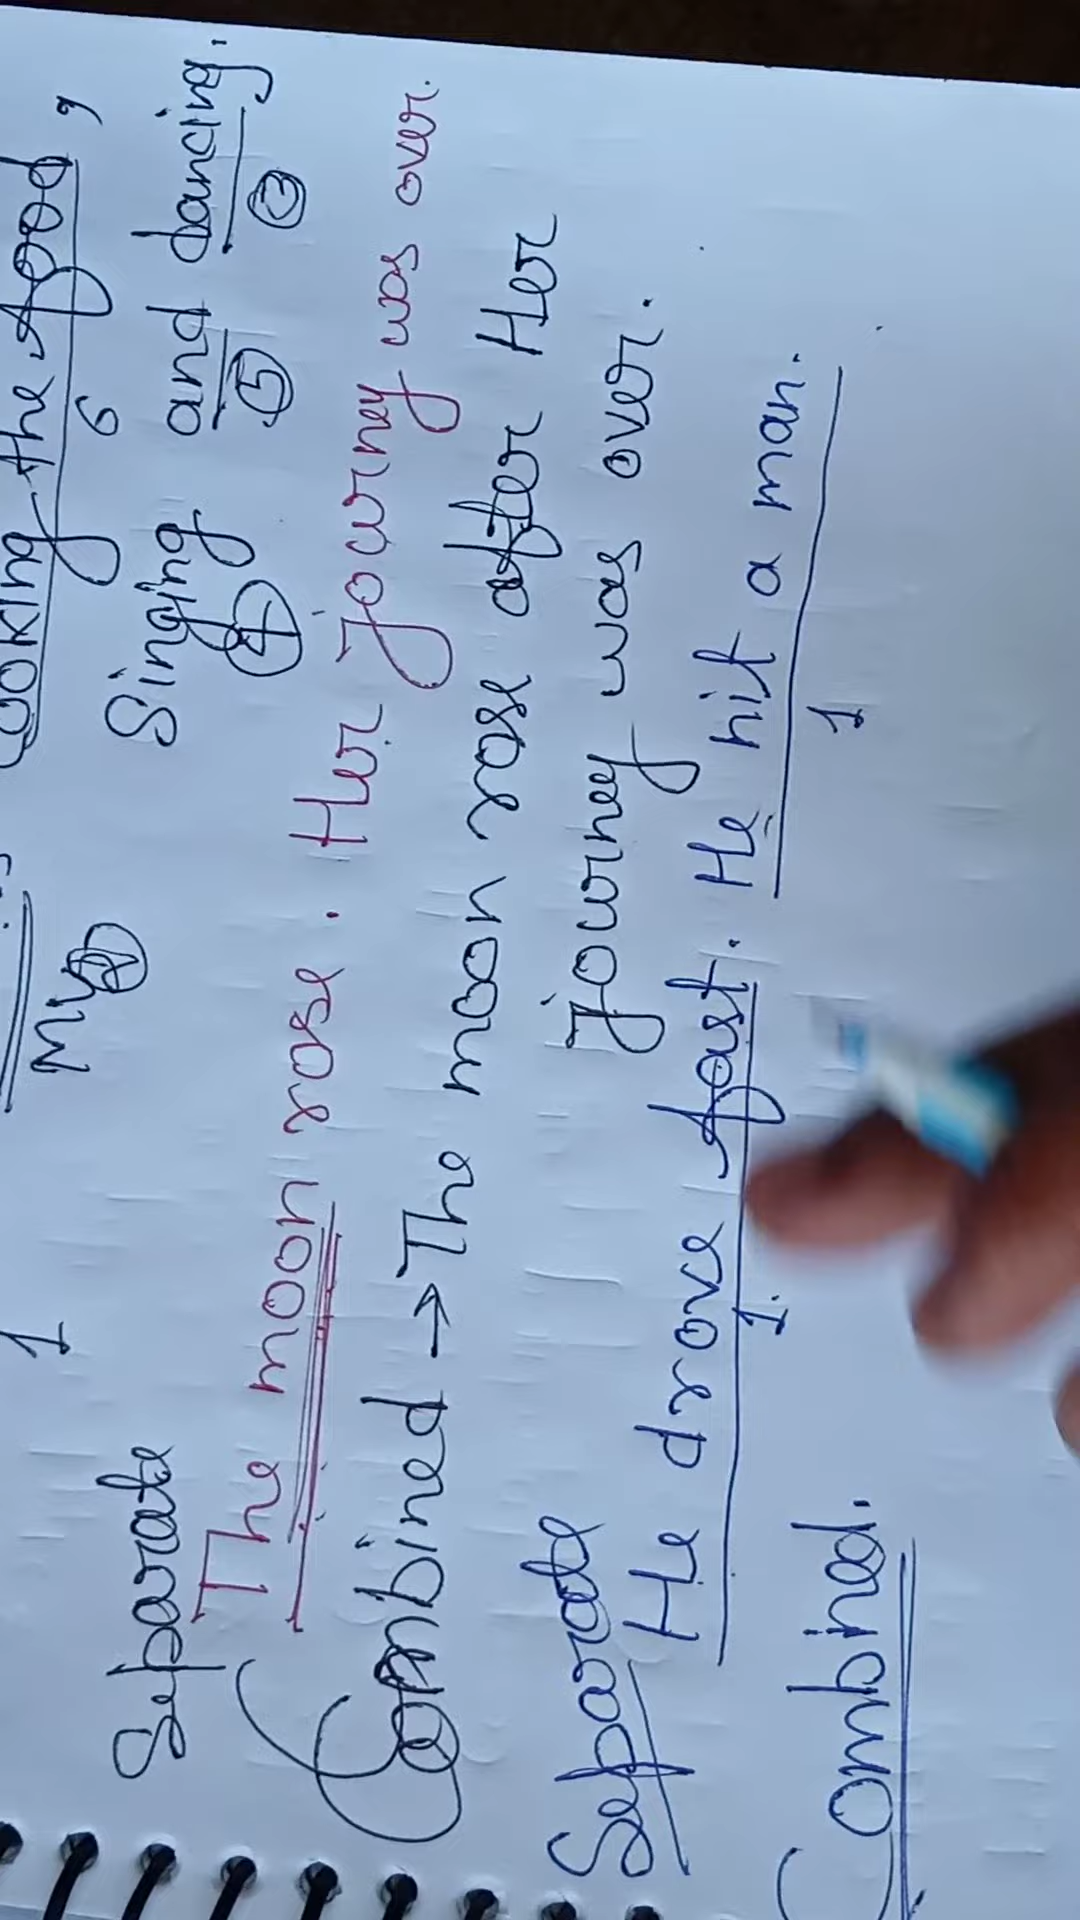 cooking the food,
6
Singing and dancing.
4 5 3
My 2
1
Separate
The moon rose. Her journey was over.
Combined → The moon rose after Her
journey was over.
Separate
He drove fast. He hit a man.
1. 1
Combined.